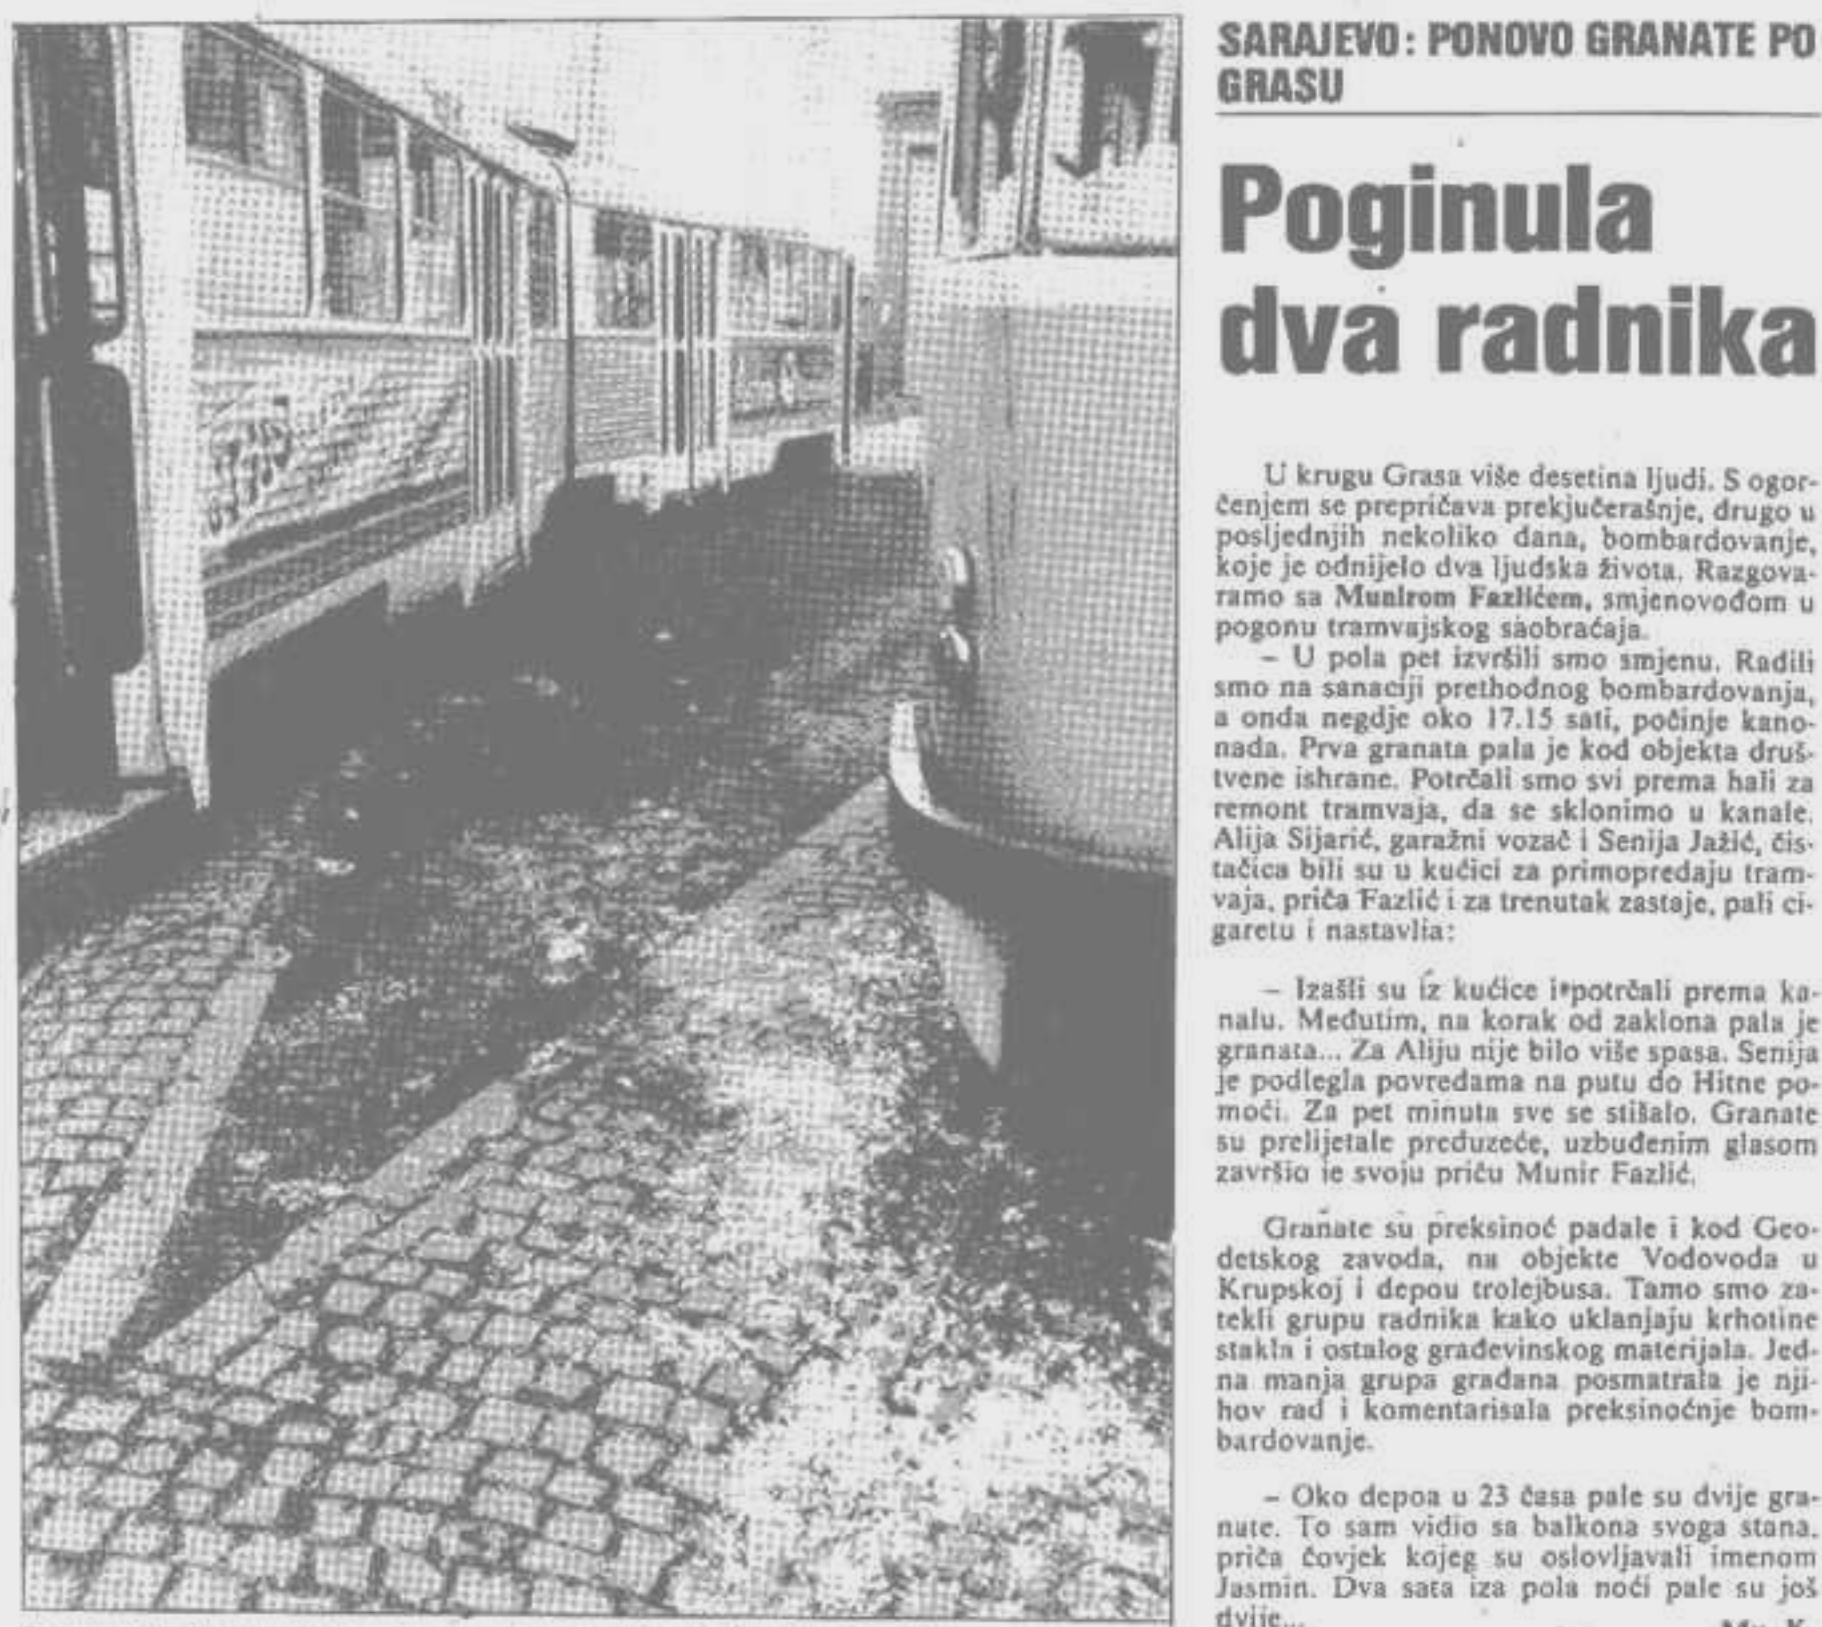 SARAJEVO: PONOVO GRANATE PO
GRASU
Poginula
dva radnika
U krugu Grasa više desetina ljudi. S ogor-
čenjem se prepričava prekjučerašnje, drugo u
posljednjih nekoliko dana, bombardovanje,
koje je odnijelo dva ljudska života. Razgova-
ramo sa Munirom Fazlićem, smjenovođom u
pogonu tramvajskog saobraćaja.
– U pola pet izvršili smo smjenu. Radili
smo na sanaciji prethodnog bombardovanja,
a onda negdje oko 17.15 sati, počinje kano-
nada. Prva granata pala je kod objekta druš-
tvene ishrane. Potrčali smo svi prema hali za
remont tramvaja, da se sklonimo u kanale.
Alija Sijarić, garažni vozač i Senija Jažić, čis-
tačica bili su u kućici za primopredaju tram-
vaja, priča Fazlić i za trenutak zastaje, pali ci-
garetu i nastavlja:
– Izašli su iz kućice i potrčali prema ka-
nalu. Međutim, na korak od zaklona pala je
granata... Za Aliju nije bilo više spasa. Senija
je podlegla povredama na putu do Hitne po-
moći. Za pet minuta sve se stišalo. Granate
su prelijetale preduzeće, uzbuđenim glasom
završio je svoju priču Munir Fazlić.
Granate su preksinoć padale i kod Geo-
detskog zavoda, na objekte Vodovoda u
Krupskoj i depou trolejbusa. Tamo smo za-
tekli grupu radnika kako uklanjaju krhotine
stakla i ostalog građevinskog materijala. Jed-
na manja grupa građana posmatrala je nji-
hov rad i komentarisala preksinoćnje bom-
bardovanje.
– Oko depoa u 23 časa pale su dvije gra-
nate. To sam vidio sa balkona svoga stana,
priča čovjek kojeg su oslovljavali imenom
Jasmin. Dva sata iza pola noći pale su još
dvije...